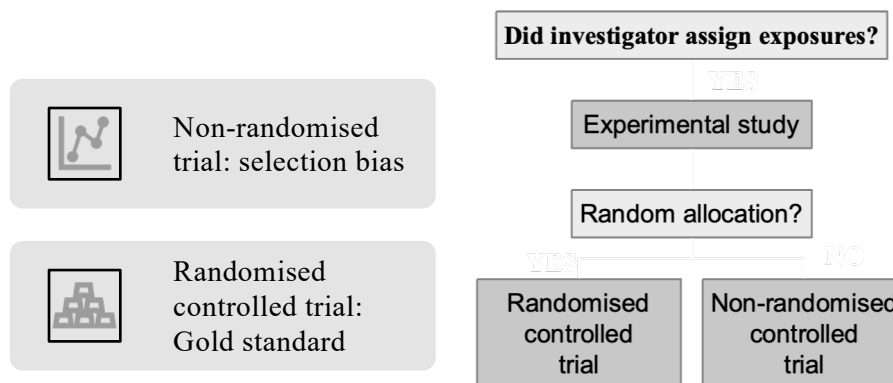 Non-randomised
trial: selection bias
Randomised
controlled trial:
Gold standard
Did investigator assign exposures?
YES
Experimental study
Random allocation?
YES
NO
Randomised
controlled
trial
Non-randomised
controlled
trial